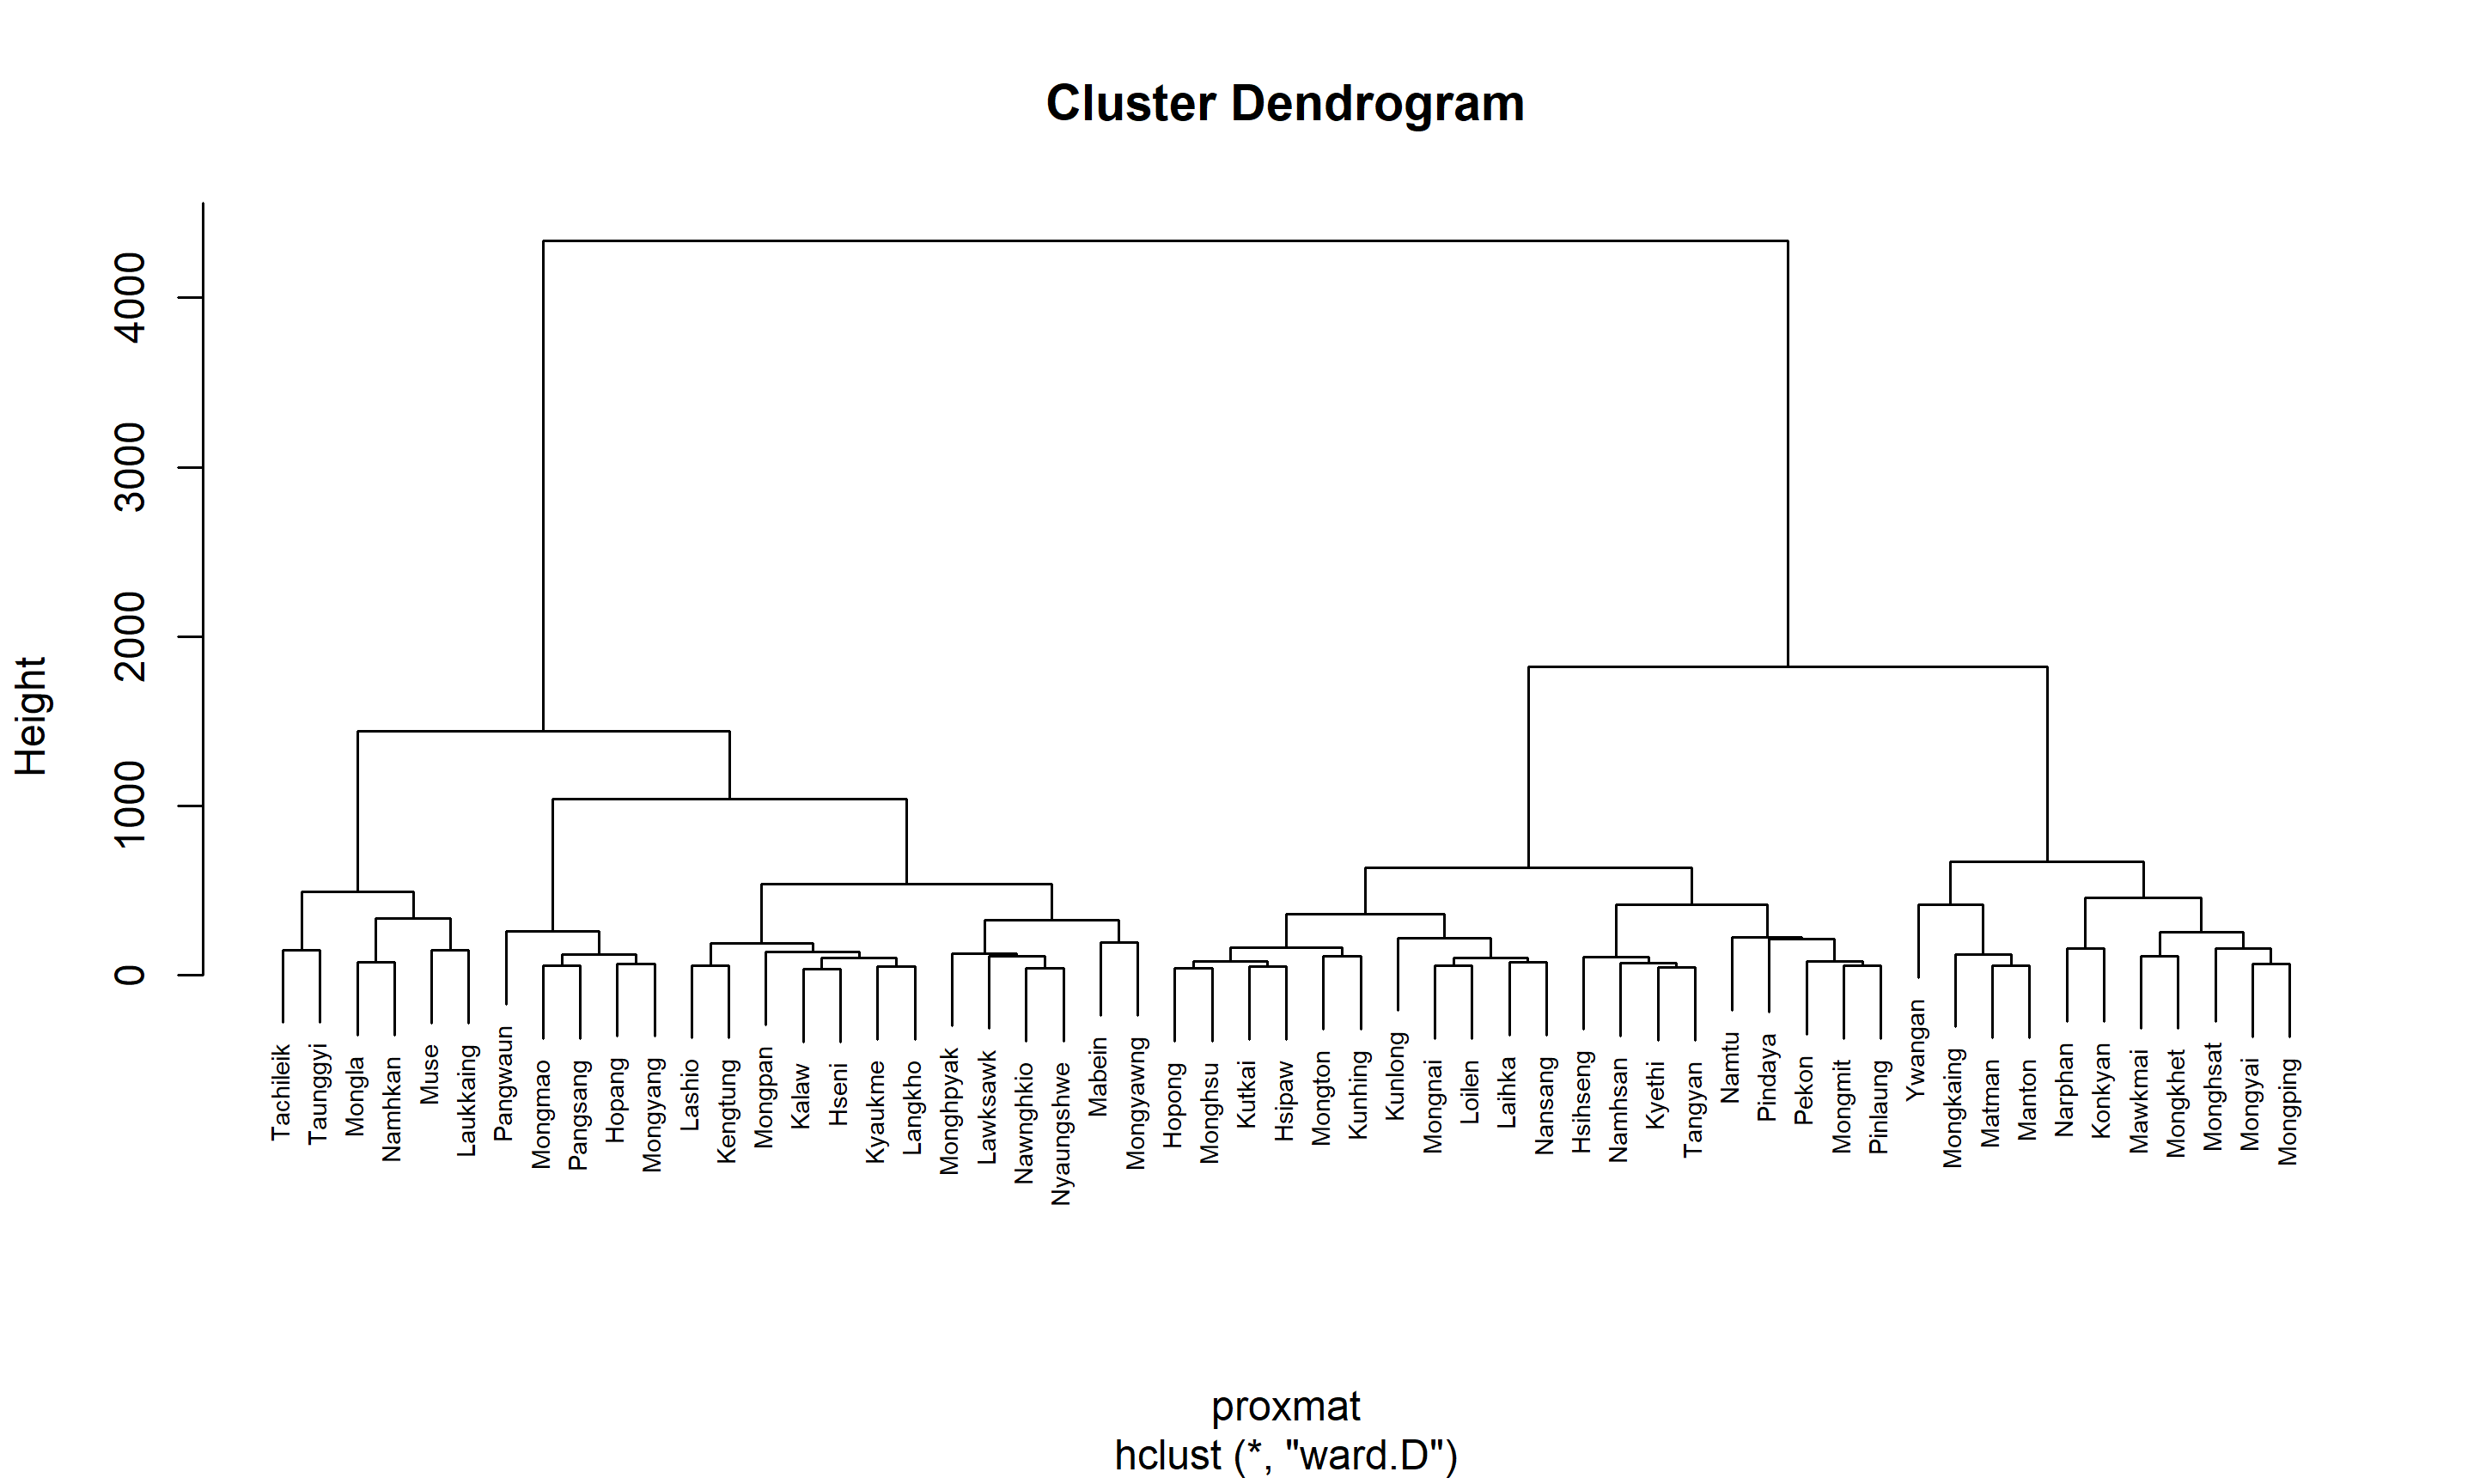 Cluster Dendrogram
Height
4000
3000
2000
1000
0
Tachileik
Taunggyi
Mongla
Namhkan
Muse
Laukkaing
Pangwaun
Mongmao
Pangsang
Hopang
Mongyang
Lashio
Kengtung
Mongpan
Kalaw
Hseni
Kyaukme
Langkho
Monghpyak
Lawksawk
Nawnghkio
Nyaungshwe
Mabein
Mongyawng
Hopong
Monghsu
Kutkai
Hsipaw
Mongton
Kunhing
Kunlong
Mongnai
Loilen
Laihka
Nansang
Hsihseng
Namhsan
Kyethi
Tangyan
Namtu
Pindaya
Pekon
Mongmit
Pinlaung
Ywangan
Mongkaing
Matman
Manton
Narphan
Konkyan
Mawkmai
Mongkhet
Monghsat
Mongyai
Mongping
proxmat
hclust (*, "ward.D")